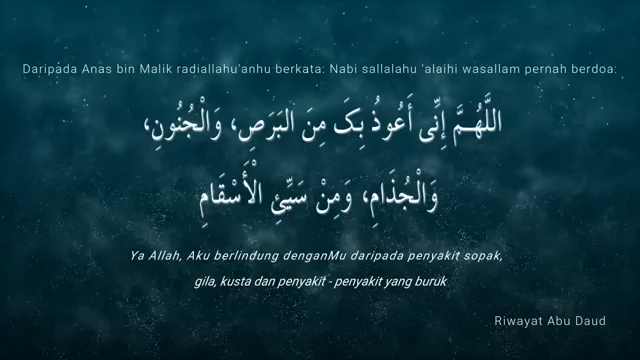 Daripada Anas bin Malik radiallahu'anhu berkata: Nabi sallalahu 'alaihi wasallam pernah berdoa:
اللَّهُمَّ إِنِّى أَعُوذُ بِكَ مِنَ البَرَصِ، وَالْجُنُونِ،
وَالْجُذَامِ، وَمِنْ سَيِّئِ الْأَسْقَامِ
Ya Allah, Aku berlindung denganMu daripada penyakit sopak,
gila, kusta dan penyakit - penyakit yang buruk
Riwayat Abu Daud